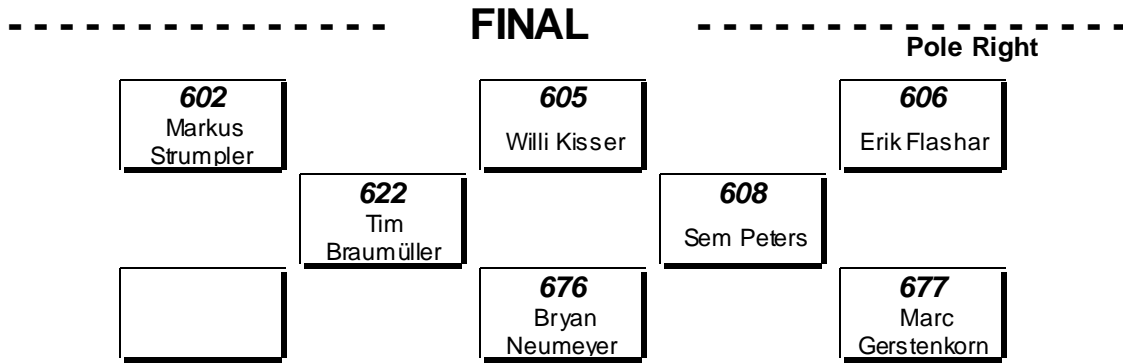 FINAL
Pole Right
602
Markus
Strumpler
605
Willi Kisser
606
Erik Flashar
622
Tim
Braumüller
608
Sem Peters
676
Bryan
Neumeyer
677
Marc
Gerstenkorn